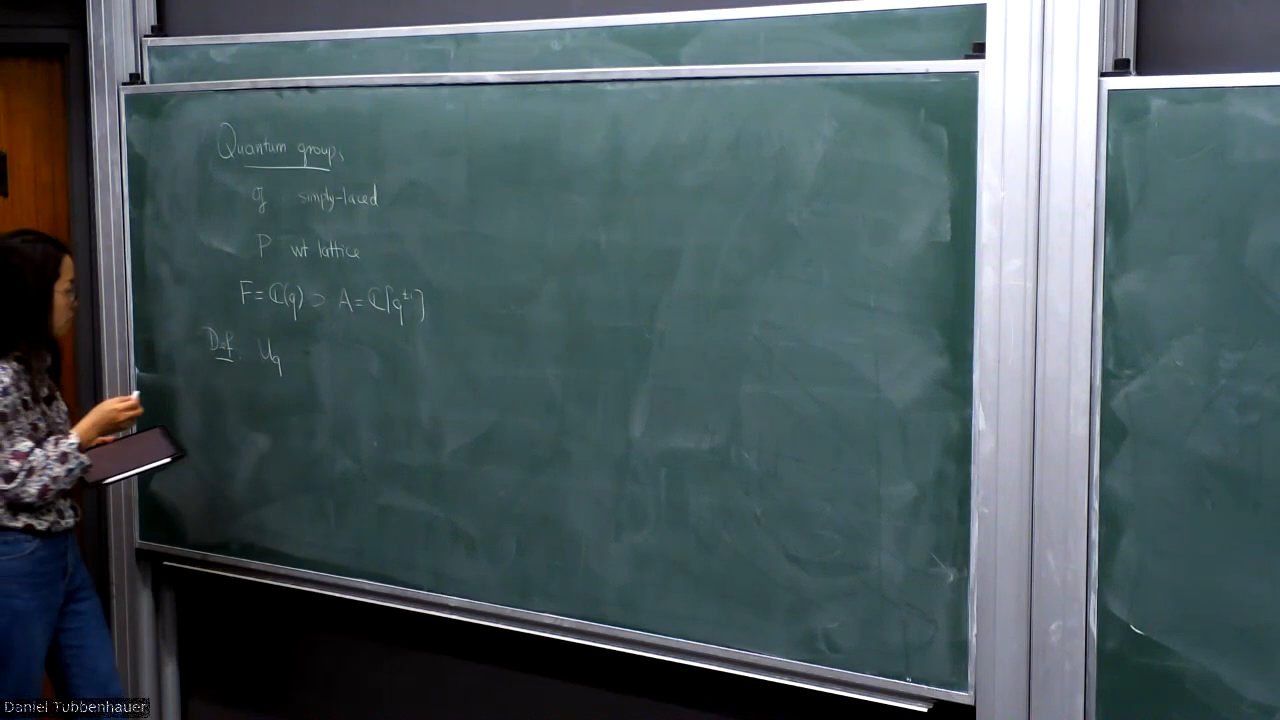 Quantum groups
𝔤 simply-laced
P wt lattice
F = ℂ(q) ⊃ A = ℂ[q^{±1}]
Def. U_q
Daniel Tubbenhauer